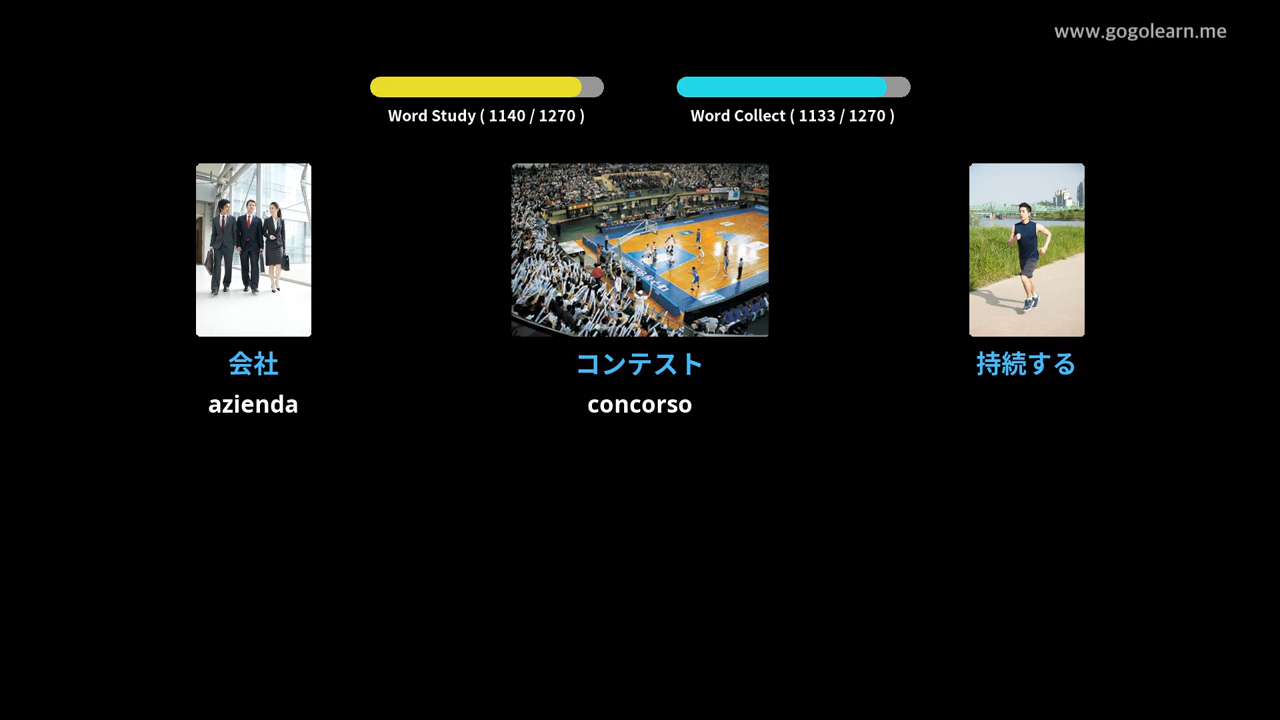 www.gogolearn.me
Word Study ( 1140 / 1270 )
Word Collect ( 1133 / 1270 )
会社
コンテスト
持続する
azienda
concorso